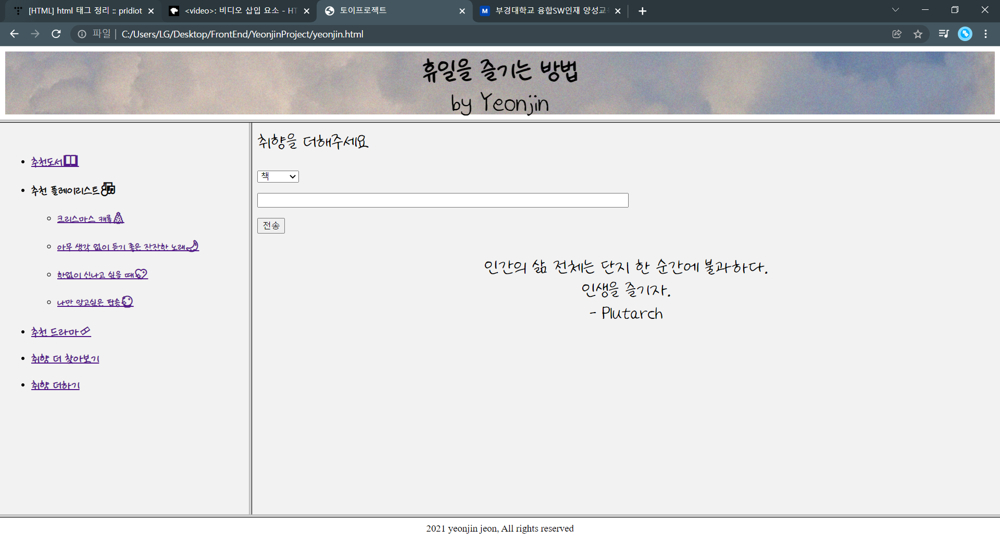 [HTML] html 태그 정리 :: pridiot
<video>: 비디오 삽입 요소 - HT
토이프로젝트
부경대학교 융합SW인재 양성교육
파일 | C:/Users/LG/Desktop/FrontEnd/YeonjinProject/yeonjin.html
휴일을 즐기는 방법
by Yeonjin
추천도서
추천 플레이리스트
크리스마스 캐롤
아무 생각 없이 듣기 좋은 잔잔한 노래
한없이 신나고 싶을 때
나만 알고싶은 팝송
추천 드라마
취향 더 찾아보기
취향 더하기
취향을 더해주세요
책
전송
인간의 삶 전체는 단지 한 순간에 불과하다.
인생을 즐기자.
- Plutarch
2021 yeonjin jeon, All rights reserved